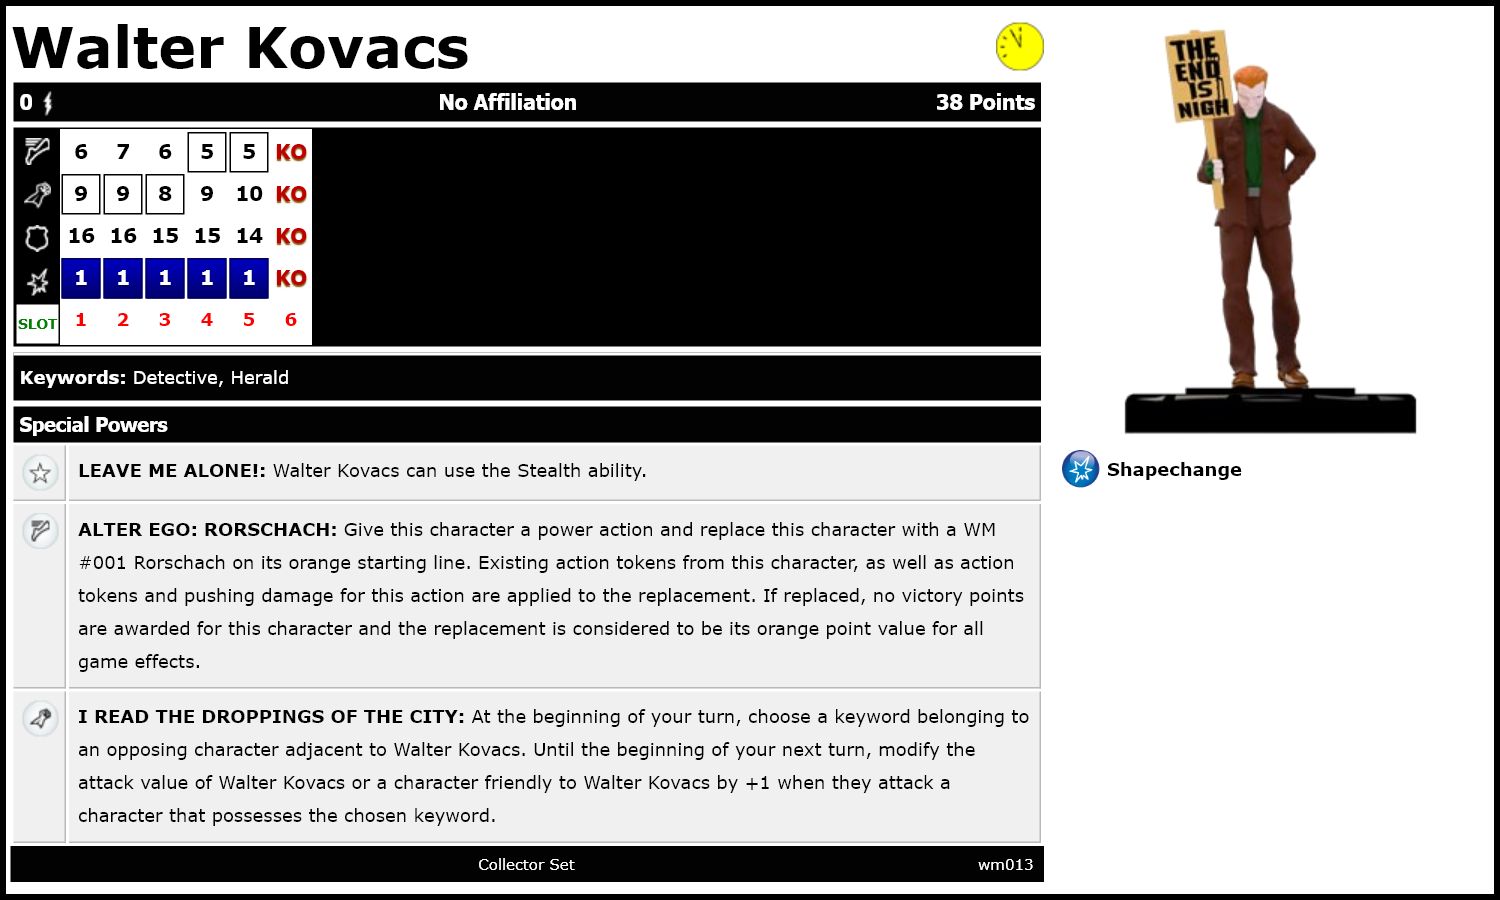 Walter Kovacs
0 No Affiliation 38 Points
6 7 6 5 5 KO
9 9 8 9 10 KO
16 16 15 15 14 KO
1 1 1 1 1 KO
SLOT 1 2 3 4 5 6
Keywords: Detective, Herald
Special Powers
LEAVE ME ALONE!: Walter Kovacs can use the Stealth ability.
ALTER EGO: RORSCHACH: Give this character a power action and replace this character with a WM
#001 Rorschach on its orange starting line. Existing action tokens from this character, as well as action
tokens and pushing damage for this action are applied to the replacement. If replaced, no victory points
are awarded for this character and the replacement is considered to be its orange point value for all
game effects.
I READ THE DROPPINGS OF THE CITY: At the beginning of your turn, choose a keyword belonging to
an opposing character adjacent to Walter Kovacs. Until the beginning of your next turn, modify the
attack value of Walter Kovacs or a character friendly to Walter Kovacs by +1 when they attack a
character that possesses the chosen keyword.
Collector Set wm013
THE
END
IS
NIGH
Shapechange